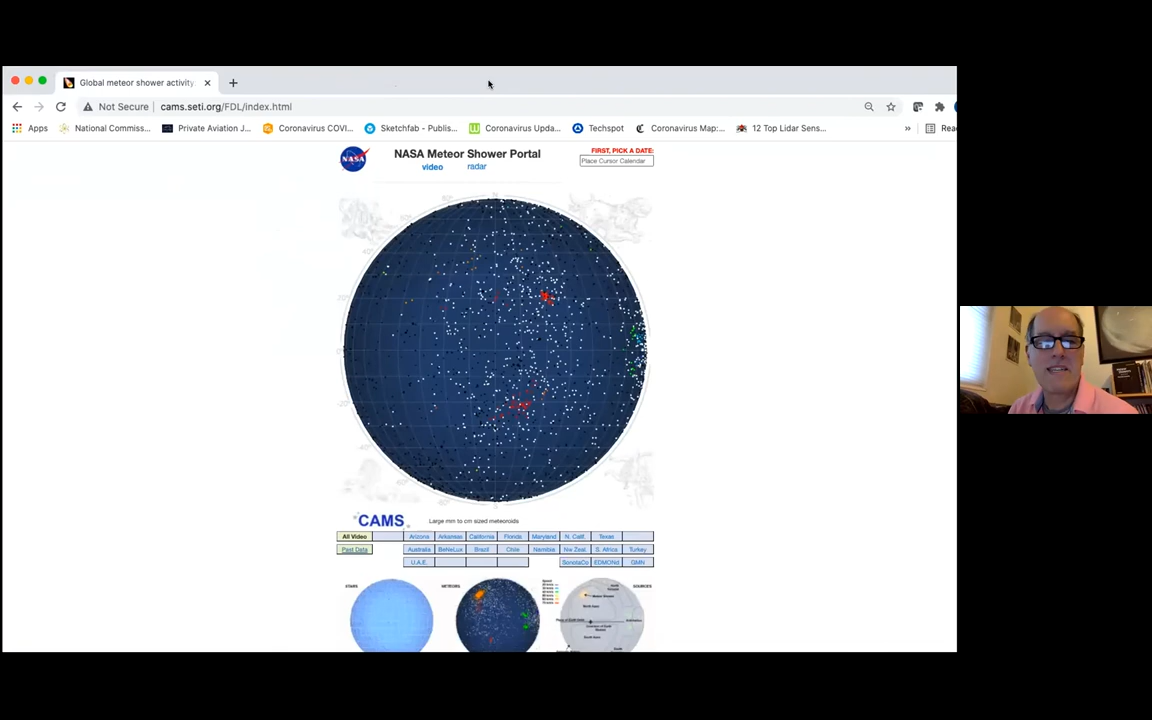 Global meteor shower activity
Not Secure | cams.seti.org/FDL/index.html
Apps National Commiss... Private Aviation J... Coronavirus COVI... Sketchfab - Publis... Coronavirus Upda... Techspot Coronavirus Map:... 12 Top Lidar Sens... » Rea
NASA
NASA Meteor Shower Portal
video radar
FIRST, PICK A DATE:
Place Cursor Calendar
CAMS
Large mm to cm sized meteoroids
All Video Arizona Arkansas California Florida Maryland N. Calif. Texas
Past Data Australia BeNeLux Brazil Chile Namibia Nw Zeal. S. Africa Turkey
U.A.E. SonotaCo EDMONd GMN
STARS METEORS SOURCES